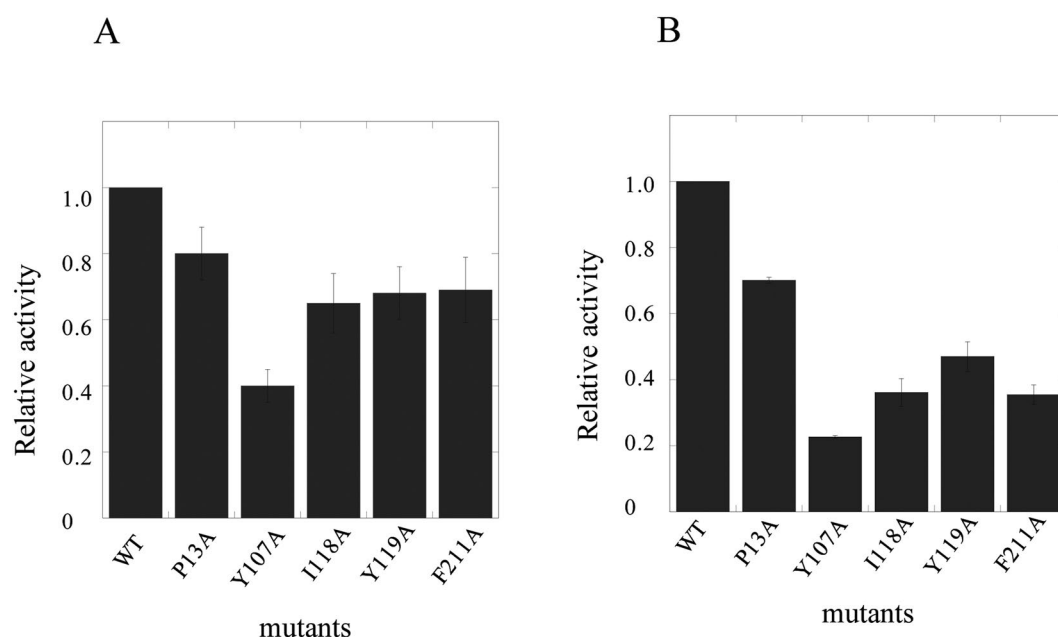 A
Relative activity
1.0
0.8
0.6
0.4
0.2
0
WT
P13A
Y107A
I118A
Y119A
F211A
mutants
B
Relative activity
1.0
0.8
0.6
0.4
0.2
0
WT
P13A
Y107A
I118A
Y119A
F211A
mutants